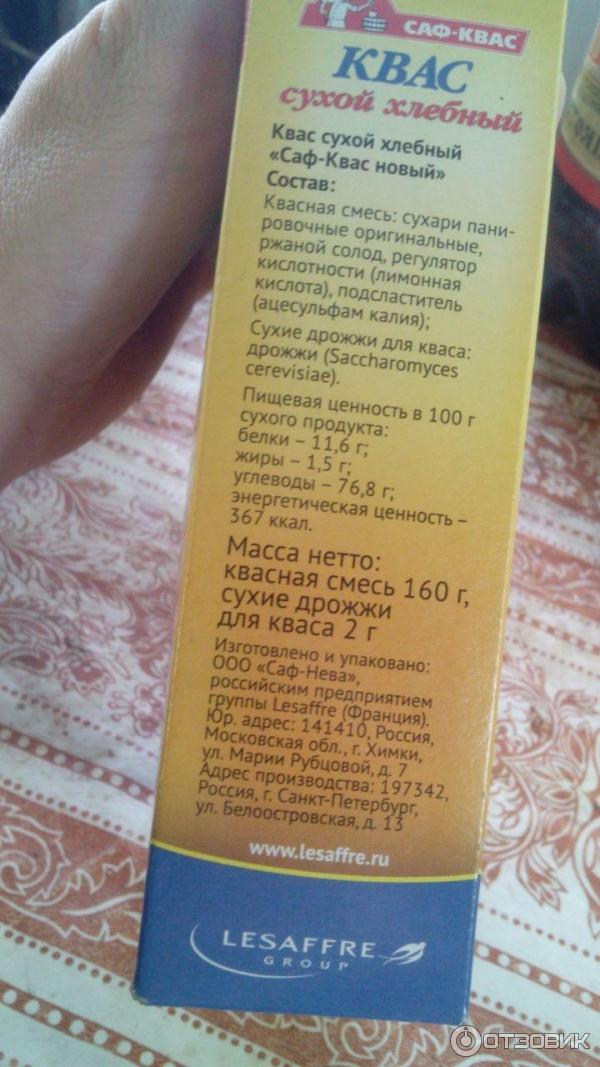 САФ-КВАС
КВАС
сухой хлебный
Квас сухой хлебный
«Саф-Квас новый»
Состав:
Квасная смесь: сухари пани-
ровочные оригинальные,
ржаной солод, регулятор
кислотности (лимонная
кислота), подсластитель
(ацесульфам калия);
Сухие дрожжи для кваса:
дрожжи (Saccharomyces
cerevisiae).
Пищевая ценность в 100 г
сухого продукта:
белки – 11,6 г;
жиры – 1,5 г;
углеводы – 76,8 г;
энергетическая ценность –
367 ккал.
Масса нетто:
квасная смесь 160 г,
сухие дрожжи
для кваса 2 г
Изготовлено и упаковано:
ООО «Саф-Нева»,
российским предприятием
группы Lesaffre (Франция).
Юр. адрес: 141410, Россия,
Московская обл., г. Химки,
ул. Марии Рубцовой, д. 7
Адрес производства: 197342,
Россия, г. Санкт-Петербург,
ул. Белоостровская, д. 13
www.lesaffre.ru
LESAFFRE
GROUP
ОТЗОВИК